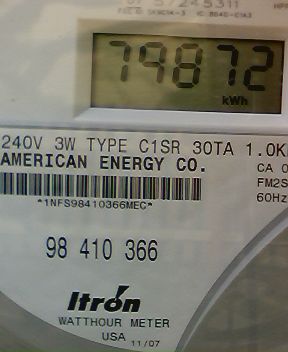 57245311
79872
kWh
240V 3W TYPE C1SR 30TA 1.0K
AMERICAN ENERGY CO.
CA 0
FM2S
*1NFS98410366MEC*
60Hz
98 410 366
Itron
WATTHOUR METER
USA 11/07